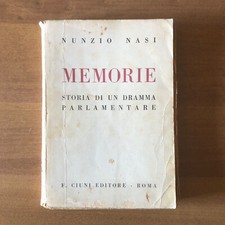 NUNZIO NASI
MEMORIE
STORIA DI UN DRAMMA
PARLAMENTARE
E. CIUNI EDITORE - ROMA